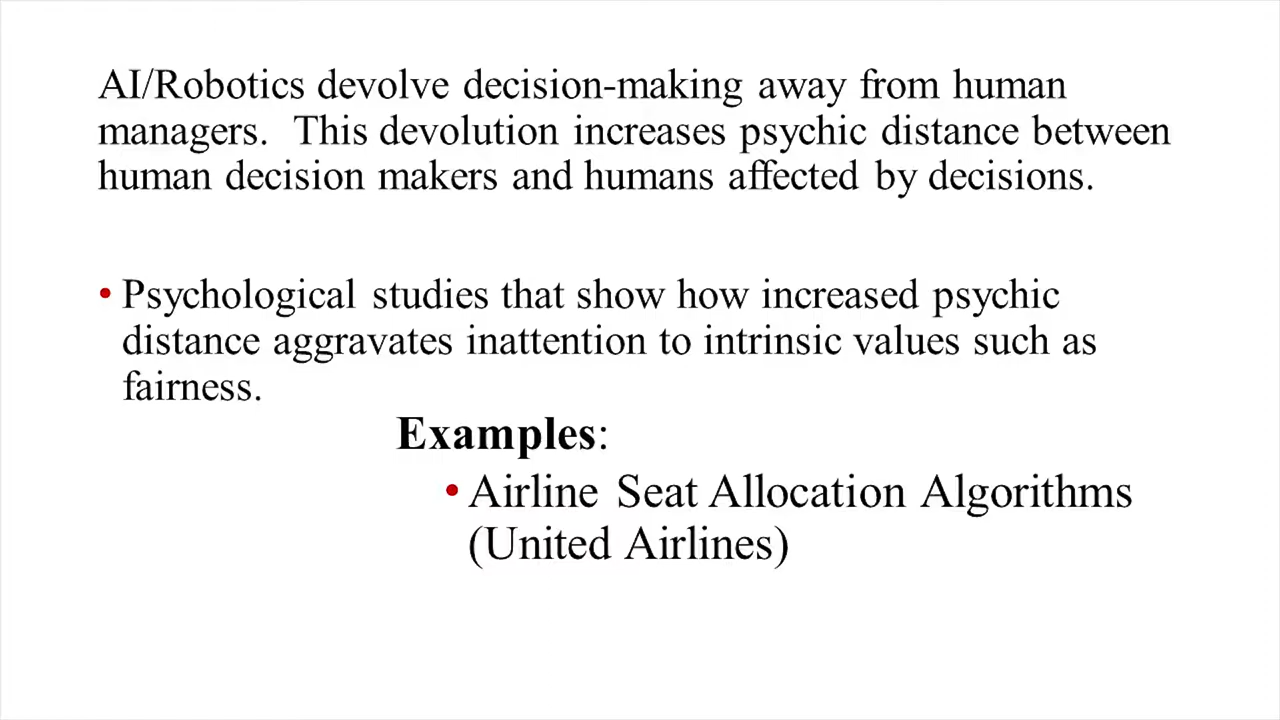 AI/Robotics devolve decision-making away from human
managers.  This devolution increases psychic distance between
human decision makers and humans affected by decisions.
• Psychological studies that show how increased psychic
distance aggravates inattention to intrinsic values such as
fairness.
Examples:
• Airline Seat Allocation Algorithms
(United Airlines)